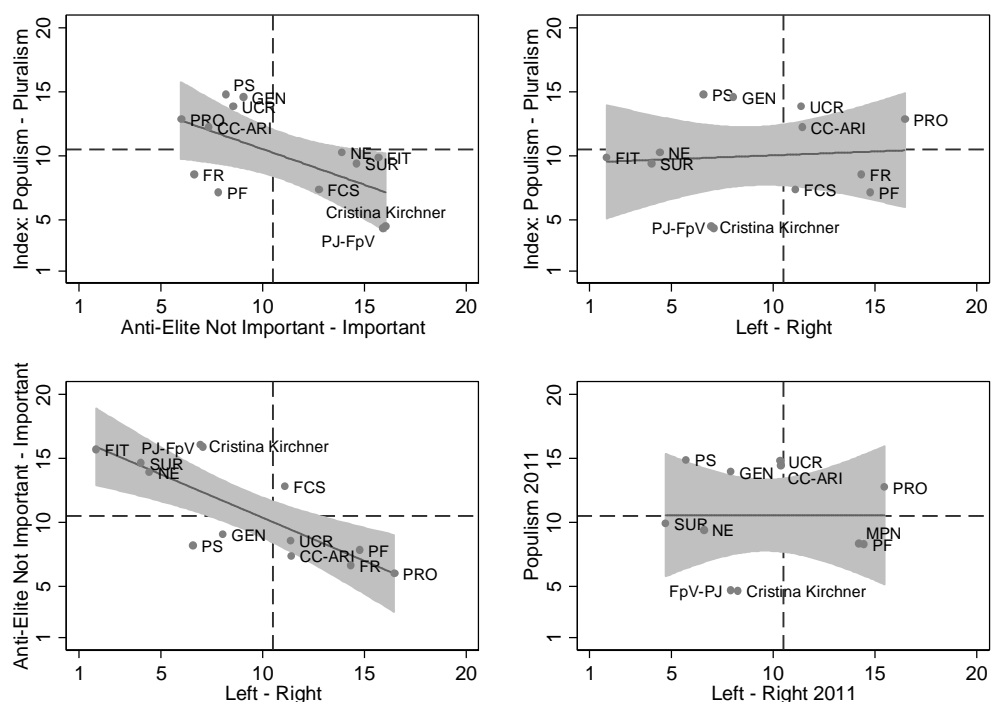 Index: Populism - Pluralism
20
15
10
5
1
PS
GEN
UCR
PRO
CC-ARI
NE
FIT
SUR
FR
PF
FCS
Cristina Kirchner
PJ-FpV
1 5 10 15 20
Anti-Elite Not Important - Important
Index: Populism - Pluralism
20
15
10
5
1
PS
GEN
UCR
PRO
CC-ARI
NE
FIT
SUR
FR
PF
FCS
PJ-FpV
Cristina Kirchner
1 5 10 15 20
Left - Right
Anti-Elite Not Important - Important
20
15
10
5
1
FIT
PJ-FpV
Cristina Kirchner
SUR
NE
FCS
GEN
PS
UCR
CC-ARI
PF
FR
PRO
1 5 10 15 20
Left - Right
Populism 2011
20
15
10
5
1
PS
GEN
UCR
CC-ARI
PRO
SUR
NE
MPN
PF
FpV-PJ
Cristina Kirchner
1 5 10 15 20
Left - Right 2011